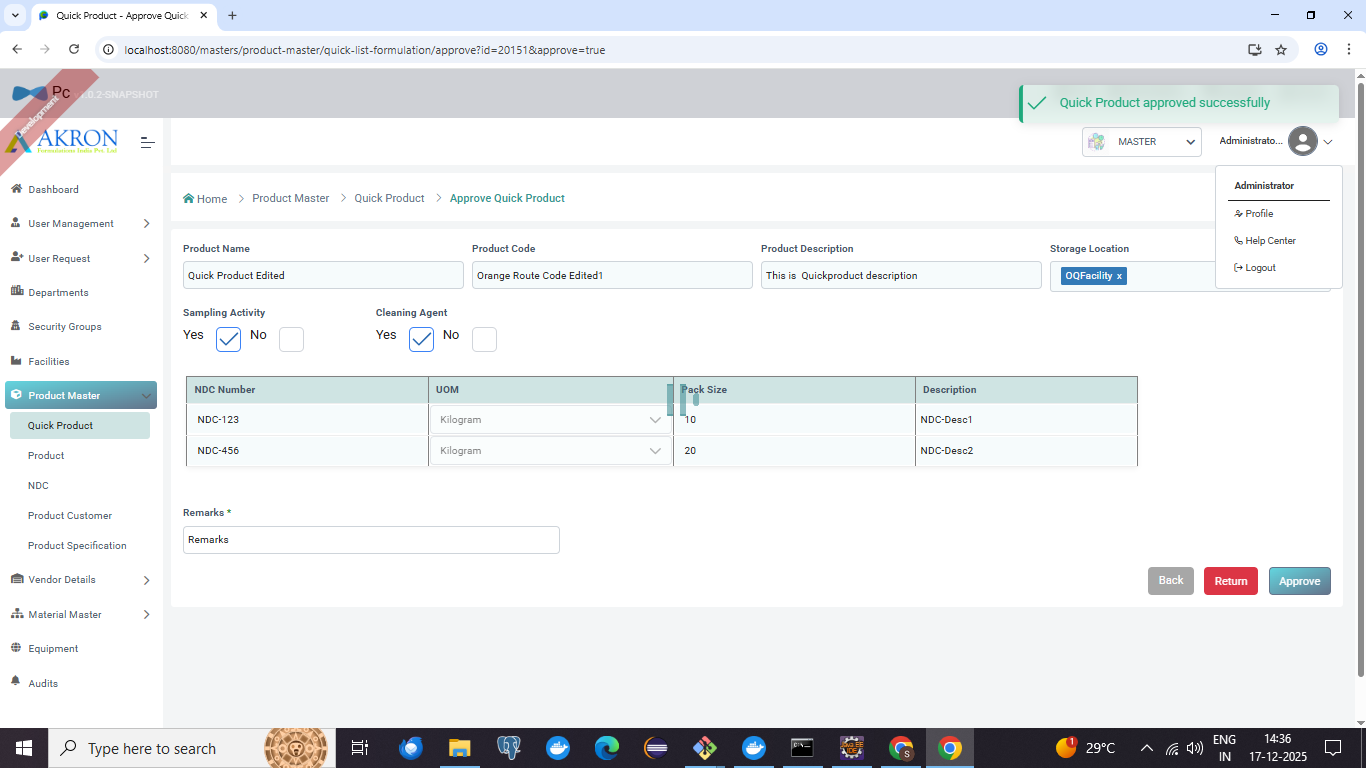 Quick Product - Approve Quick
localhost:8080/masters/product-master/quick-list-formulation/approve?id=20151&approve=true
Pc
1.0.2-SNAPSHOT
Development
Quick Product approved successfully
AKRON
Formulations India Pvt Ltd
MASTER
Administrato...
Administrator
Profile
Help Center
Logout
Dashboard
User Management
User Request
Departments
Security Groups
Facilities
Product Master
Quick Product
Product
NDC
Product Customer
Product Specification
Vendor Details
Material Master
Equipment
Audits
Home > Product Master > Quick Product > Approve Quick Product
Product Name Product Code Product Description Storage Location
Quick Product Edited Orange Route Code Edited1 This is Quickproduct description OQFacility x
Sampling Activity Cleaning Agent
Yes No Yes No
NDC Number UOM Pack Size Description
NDC-123 Kilogram 10 NDC-Desc1
NDC-456 Kilogram 20 NDC-Desc2
Remarks *
Remarks
Back Return Approve
Type here to search
1
29°C
ENG
IN
14:36
17-12-2025